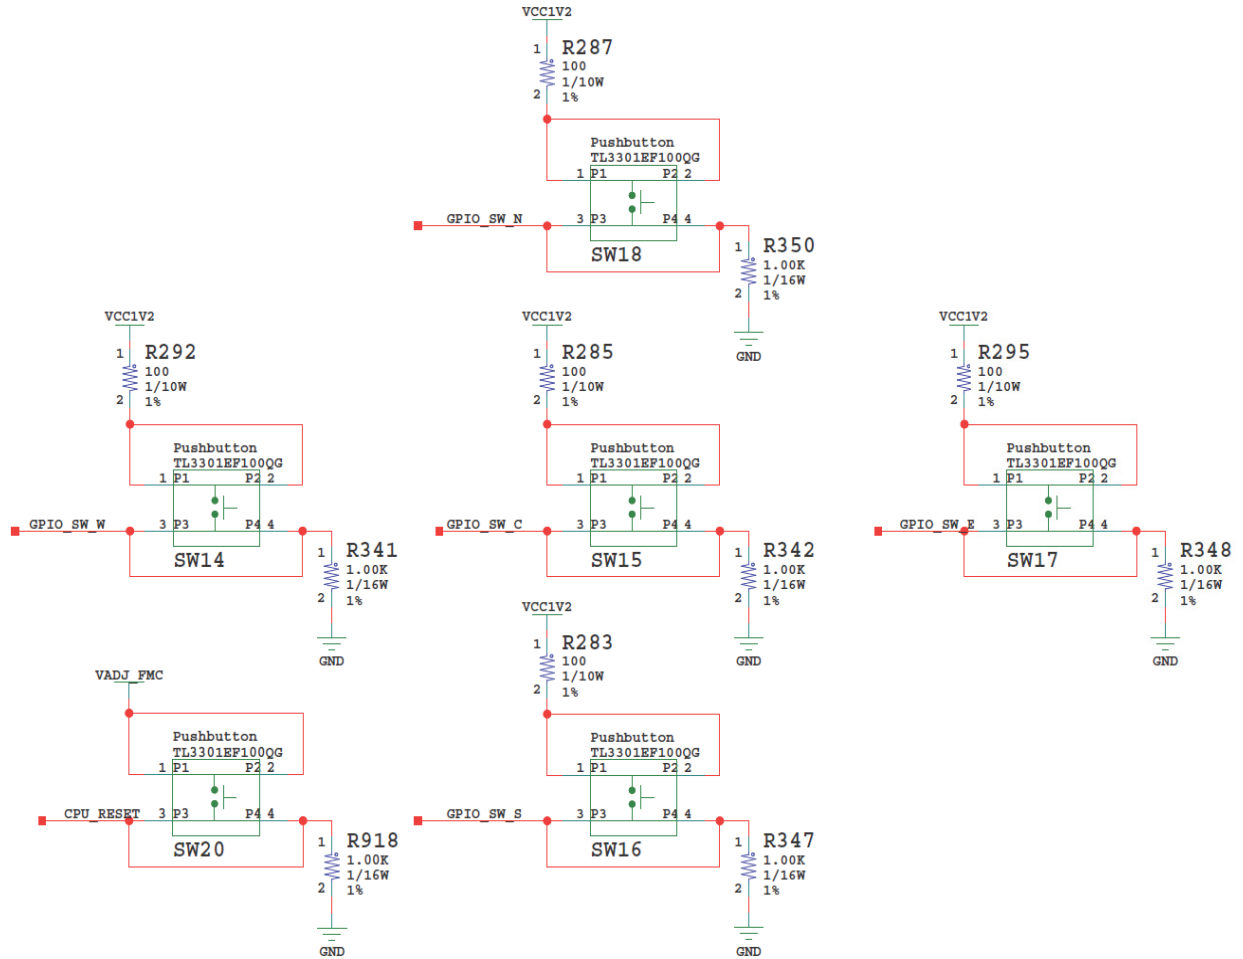 VCC1V2
1 R287
100
1/10W
2 1%
Pushbutton
TL3301EF100QG
1 P1 P2 2
GPIO_SW_N 3 P3 P4 4
SW18
1 R350
1.00K
1/16W
2 1%
GND
VCC1V2
1 R292
100
1/10W
2 1%
Pushbutton
TL3301EF100QG
1 P1 P2 2
GPIO_SW_W 3 P3 P4 4
SW14
1 R341
1.00K
1/16W
2 1%
GND
VCC1V2
1 R285
100
1/10W
2 1%
Pushbutton
TL3301EF100QG
1 P1 P2 2
GPIO_SW_C 3 P3 P4 4
SW15
1 R342
1.00K
1/16W
2 1%
GND
VCC1V2
1 R295
100
1/10W
2 1%
Pushbutton
TL3301EF100QG
1 P1 P2 2
GPIO_SW_E 3 P3 P4 4
SW17
1 R348
1.00K
1/16W
2 1%
GND
VADJ_FMC
Pushbutton
TL3301EF100QG
1 P1 P2 2
CPU_RESET 3 P3 P4 4
SW20
1 R918
1.00K
1/16W
2 1%
GND
VCC1V2
1 R283
100
1/10W
2 1%
Pushbutton
TL3301EF100QG
1 P1 P2 2
GPIO_SW_S 3 P3 P4 4
SW16
1 R347
1.00K
1/16W
2 1%
GND